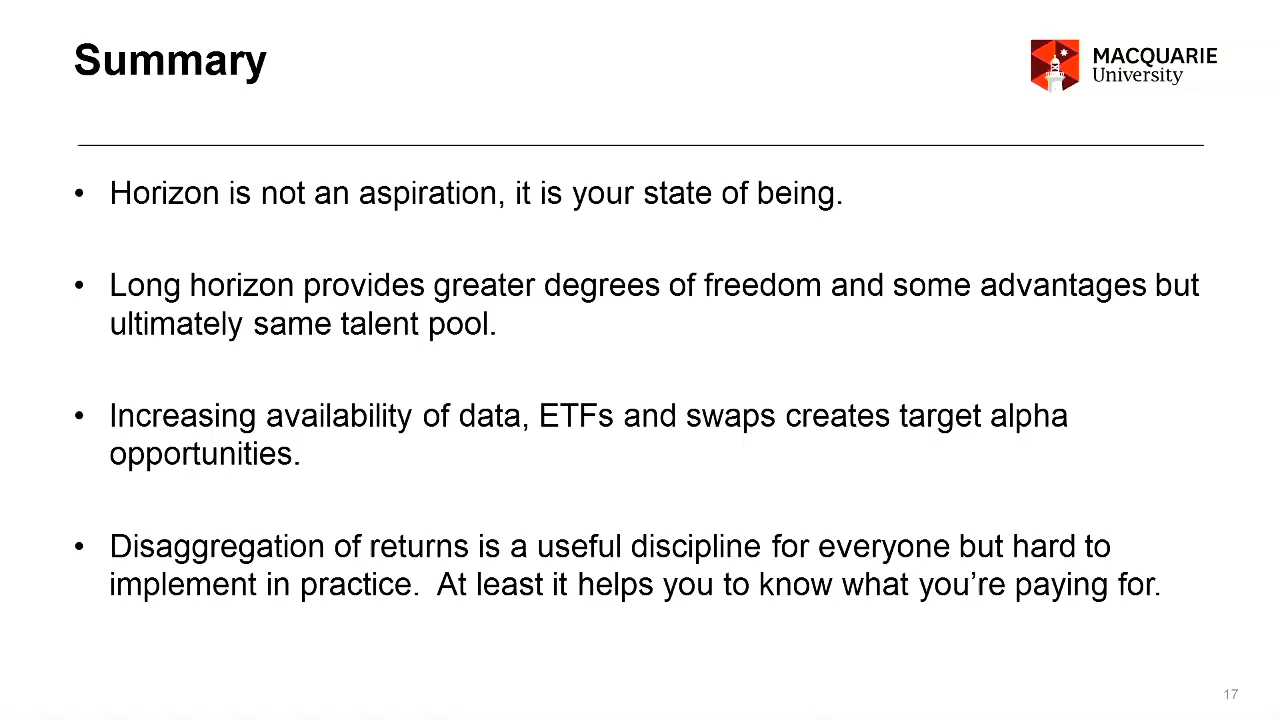 Summary
MACQUARIE
University
• Horizon is not an aspiration, it is your state of being.
• Long horizon provides greater degrees of freedom and some advantages but
ultimately same talent pool.
• Increasing availability of data, ETFs and swaps creates target alpha
opportunities.
• Disaggregation of returns is a useful discipline for everyone but hard to
implement in practice.  At least it helps you to know what you’re paying for.
17